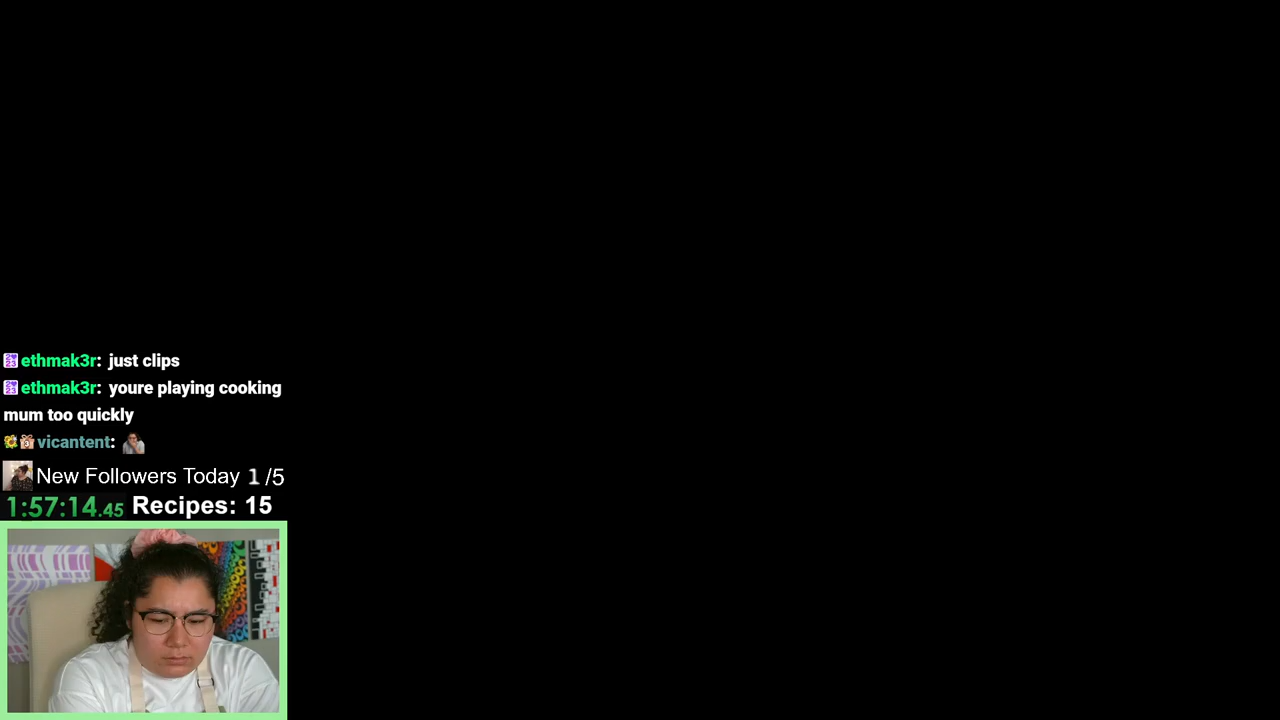 ethmak3r: just clips
ethmak3r: youre playing cooking
mum too quickly
vicantent:
New Followers Today 1 /5
1:57:14.45 Recipes: 15